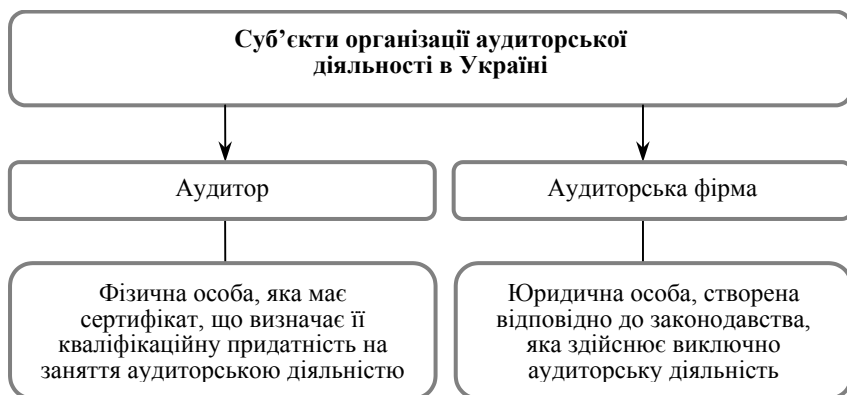 Суб’єкти організації аудиторської
діяльності в Україні
Аудитор
Аудиторська фірма
Фізична особа, яка має
сертифікат, що визначає її
кваліфікаційну придатність на
заняття аудиторською діяльністю
Юридична особа, створена
відповідно до законодавства,
яка здійснює виключно
аудиторську діяльність